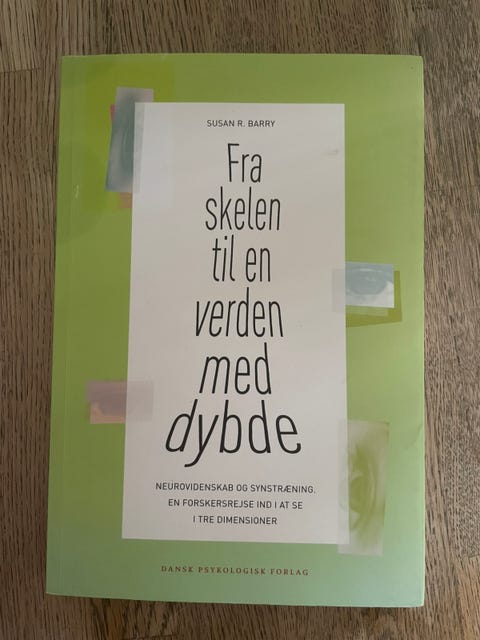 SUSAN R. BARRY
Fra
skelen
til en
verden
med
dybde
NEUROVIDENSKAB OG SYNSTRÆNING.
EN FORSKERSREJSE IND I AT SE
I TRE DIMENSIONER
DANSK PSYKOLOGISK FORLAG